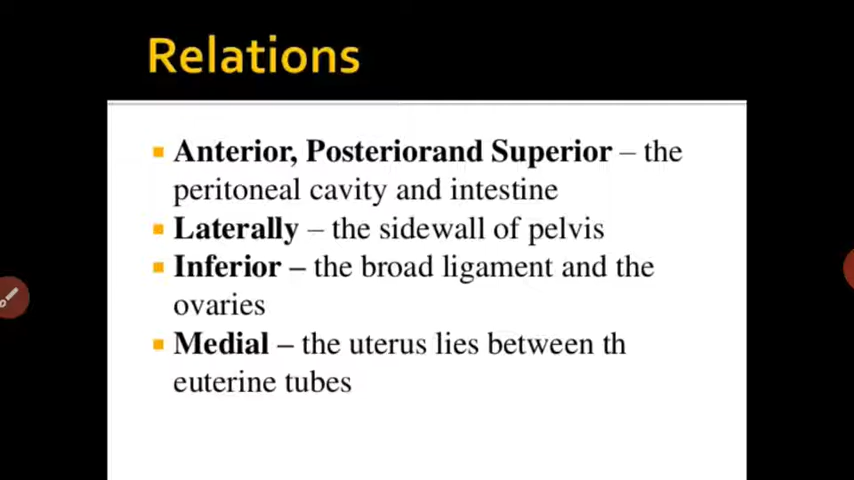 Relations
Anterior, Posteriorand Superior – the
peritoneal cavity and intestine
Laterally – the sidewall of pelvis
Inferior – the broad ligament and the
ovaries
Medial – the uterus lies between th
euterine tubes